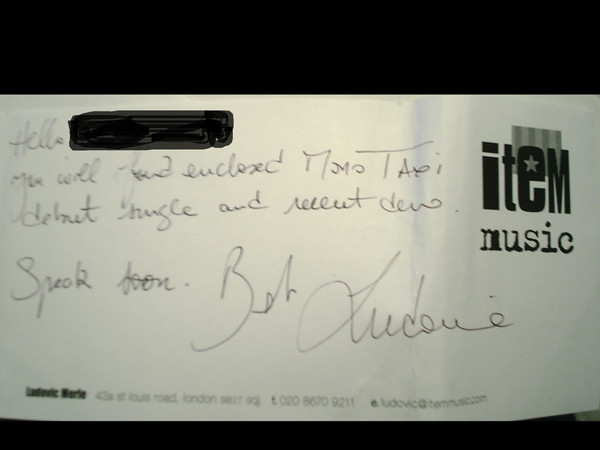 Hello
you will find enclosed Mono Taxi
debut single and recent demo.
Speak soon. Best Ludovic
item
music
Ludovic Merle 43a st louis road, london se27 9qj t. 020 8670 9211 e. ludovic@itemmusic.com